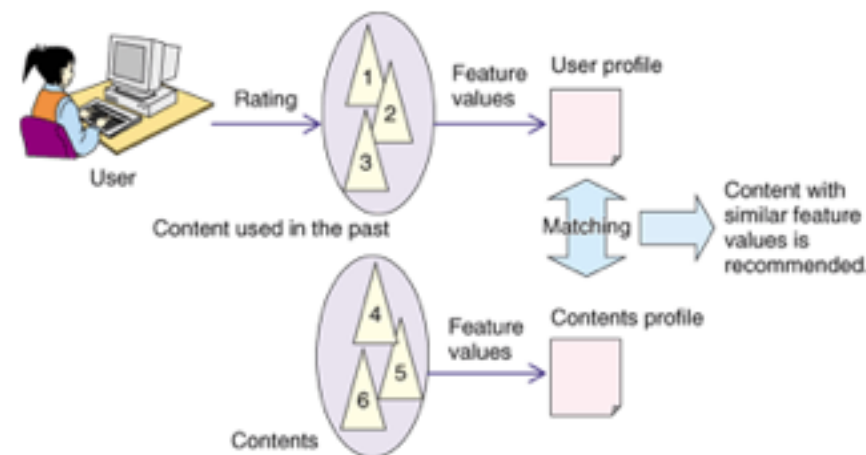 1
2
3
Rating
Feature
values
User profile
User
Content used in the past
Matching
Content with
similar feature
values is
recommended.
4
5
6
Feature
values
Contents profile
Contents